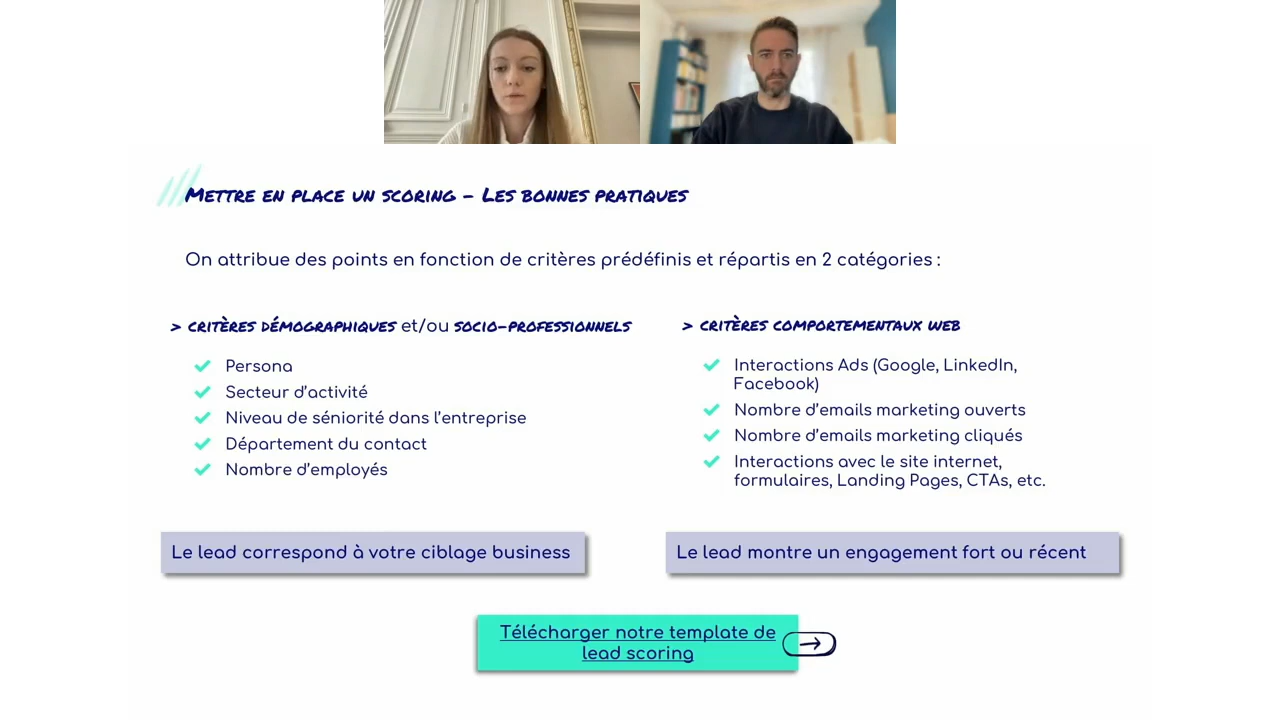 Mettre en place un scoring - Les bonnes pratiques
On attribue des points en fonction de critères prédéfinis et répartis en 2 catégories :
> critères démographiques et/ou socio-professionnels
Persona
Secteur d'activité
Niveau de séniorité dans l'entreprise
Département du contact
Nombre d'employés
Le lead correspond à votre ciblage business
> critères comportementaux web
Interactions Ads (Google, LinkedIn,
Facebook)
Nombre d'emails marketing ouverts
Nombre d'emails marketing cliqués
Interactions avec le site internet,
formulaires, Landing Pages, CTAs, etc.
Le lead montre un engagement fort ou récent
Télécharger notre template de
lead scoring